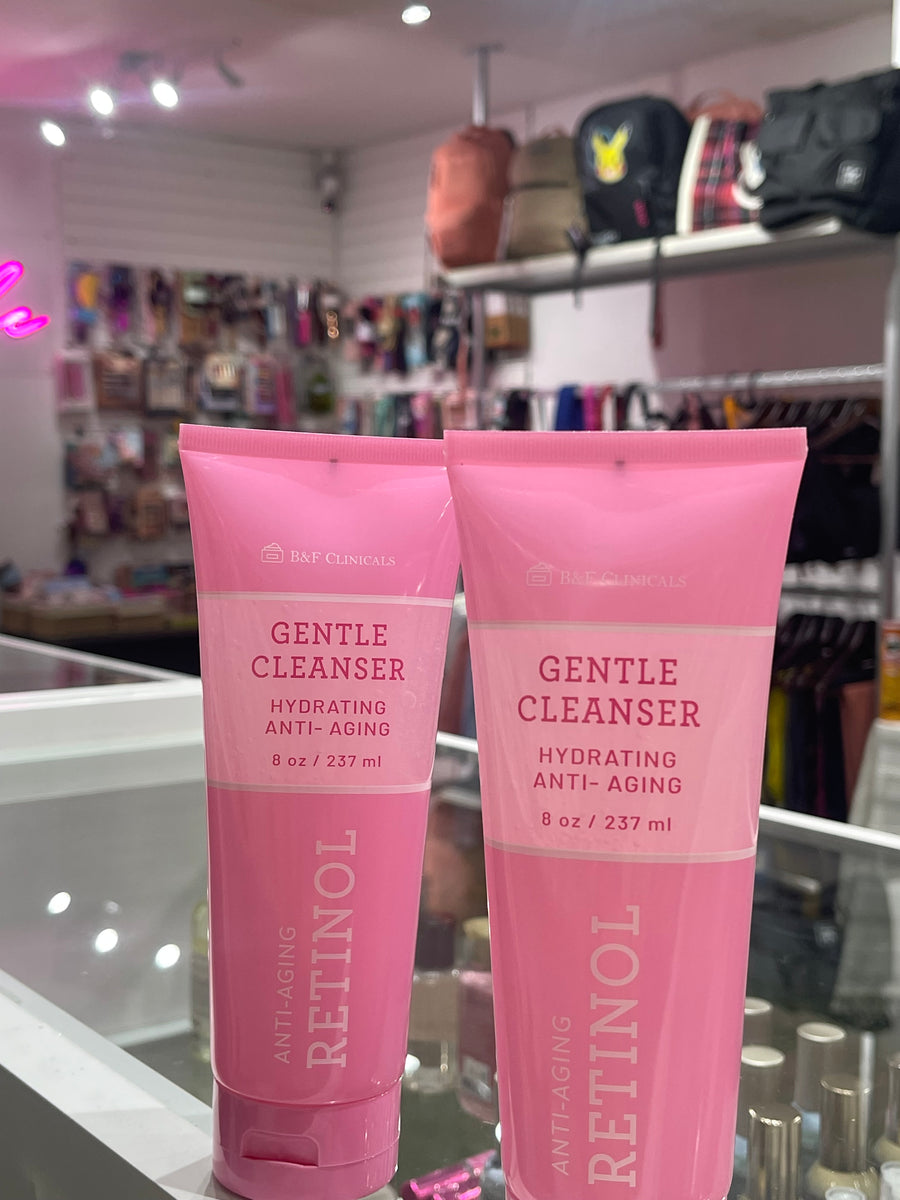 B&F CLINICALS
GENTLE
CLEANSER
HYDRATING
ANTI- AGING
8 oz / 237 ml
ANTI-AGING
RETINOL
B&F CLINICALS
GENTLE
CLEANSER
HYDRATING
ANTI- AGING
8 oz / 237 ml
ANTI-AGING
RETINOL